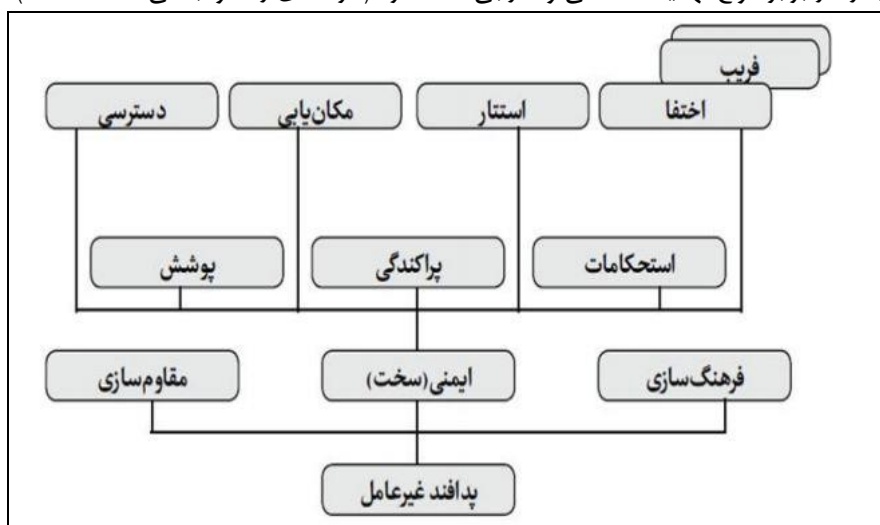 فریب
اختفا
استتار
مکان‌یابی
دسترسی
استحکامات
پراکندگی
پوشش
فرهنگ‌سازی
ایمنی(سخت)
مقاوم‌سازی
پدافند غیرعامل